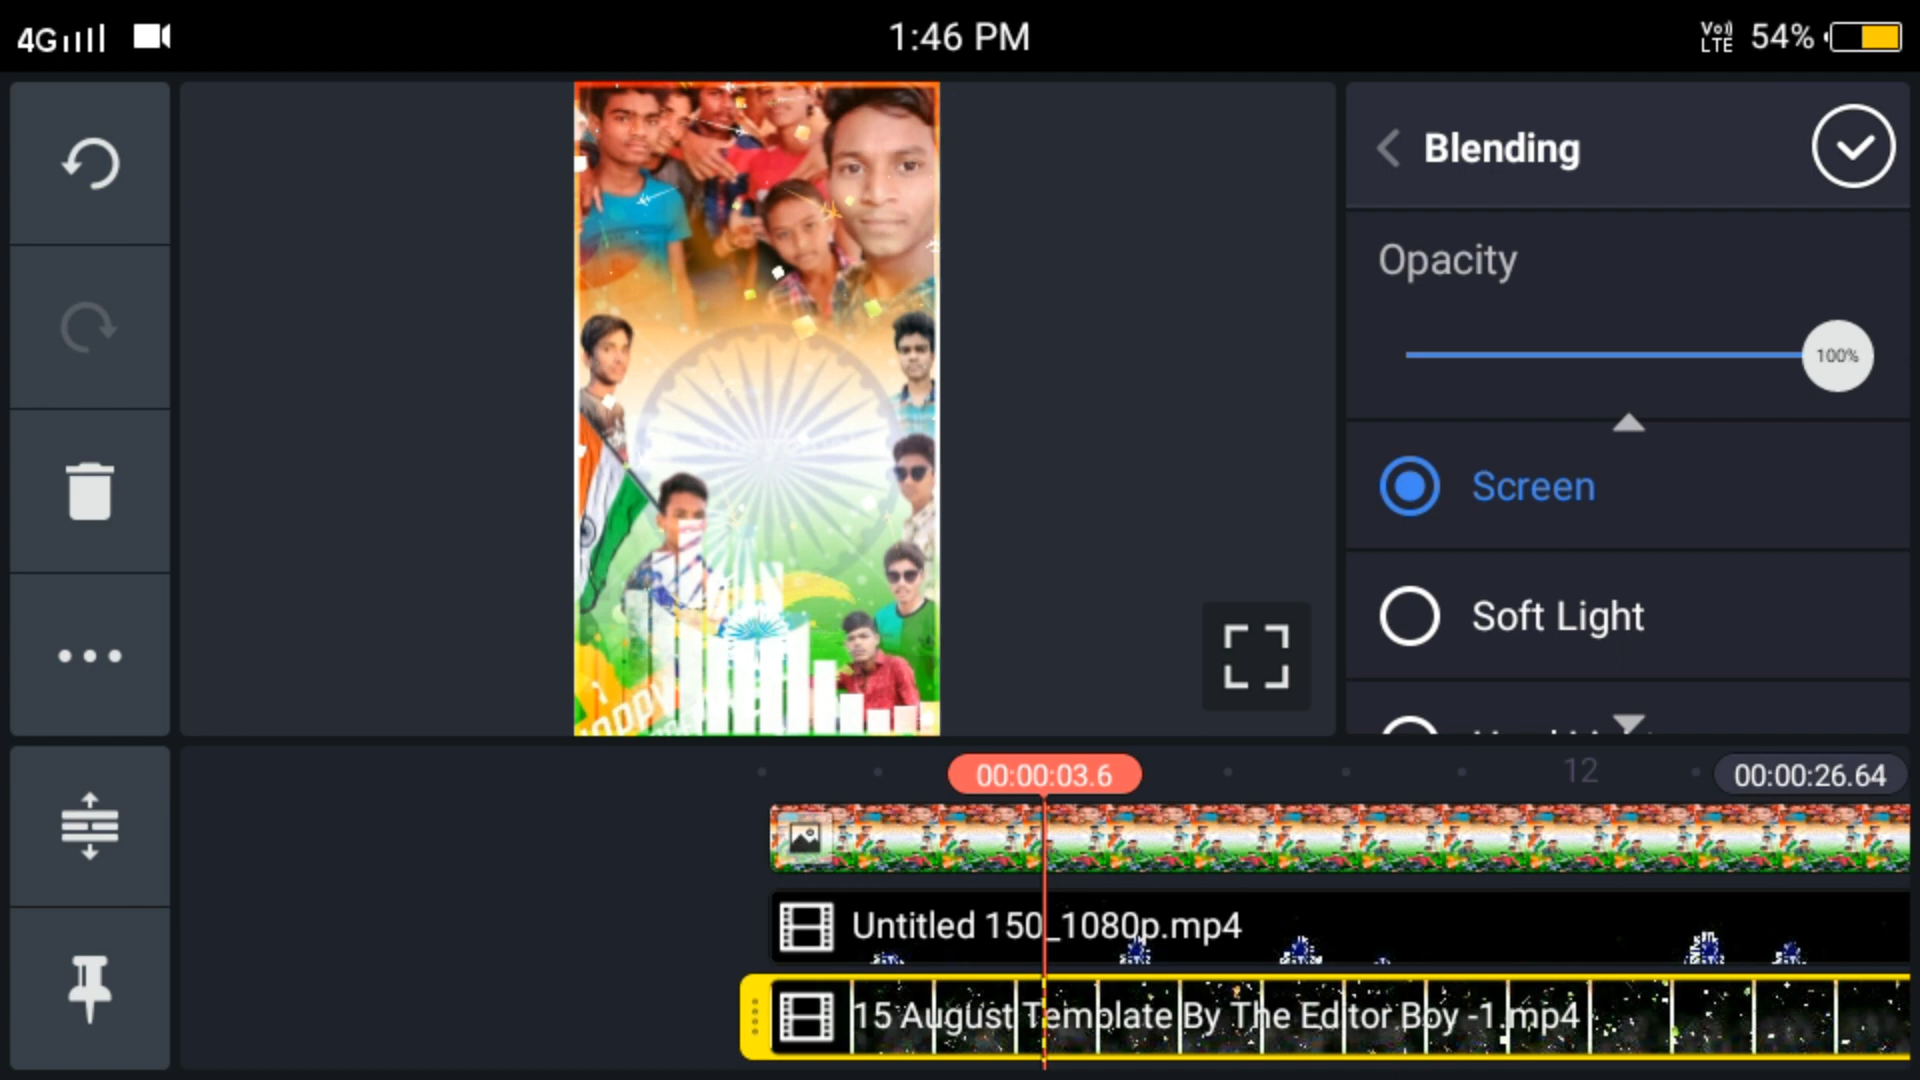 4G 1:46 PM Vo) LTE 54%
Blending
Opacity
100%
Screen
Soft Light
00:00:03.6 12 00:00:26.64
Untitled 150_1080p.mp4
15 August Template By The Editor Boy -1.mp4